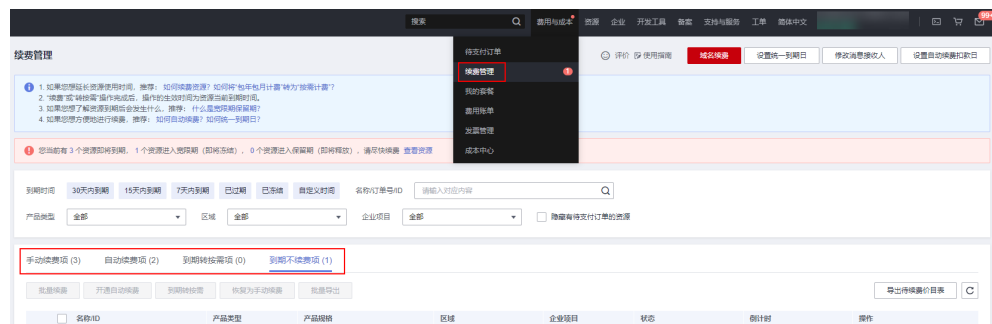 搜索 费用与成本 资源 企业 开发工具 备案 支持与服务 工单 简体中文 99+
待支付订单
续费管理 评价 使用指南 域名续费 设置统一到期日 修改消息接收人 设置自动续费扣款日
续费管理 1
我的套餐
费用账单
发票管理
成本中心
1. 如果您想延长资源使用时间，推荐： 如何续费资源? 如何将“包年包月计费”转为“按需计费”?
2. “续费”或“转按需”操作完成后，操作的生效时间为资源当前到期时间。
3. 如果您想了解资源到期后会发生什么，推荐： 什么是宽限期保留期?
4. 如果您想方便地进行续费，推荐： 如何自动续费? 如何统一到期日?
您当前有 3 个资源即将到期， 1 个资源进入宽限期（即将冻结）， 0 个资源进入保留期（即将释放），请尽快续费 查看资源
到期时间 30天内到期 15天内到期 7天内到期 已过期 已冻结 自定义时间 名称/订单号/ID 请输入对应内容
产品类型 全部 区域 全部 企业项目 全部 隐藏有待支付订单的资源
手动续费项 (3) 自动续费项 (2) 到期转按需项 (0) 到期不续费项 (1)
批量续费 开通自动续费 到期转按需 恢复为手动续费 批量导出 导出待续费价目表
名称/ID 产品类型 产品规格 区域 企业项目 状态 倒计时 操作